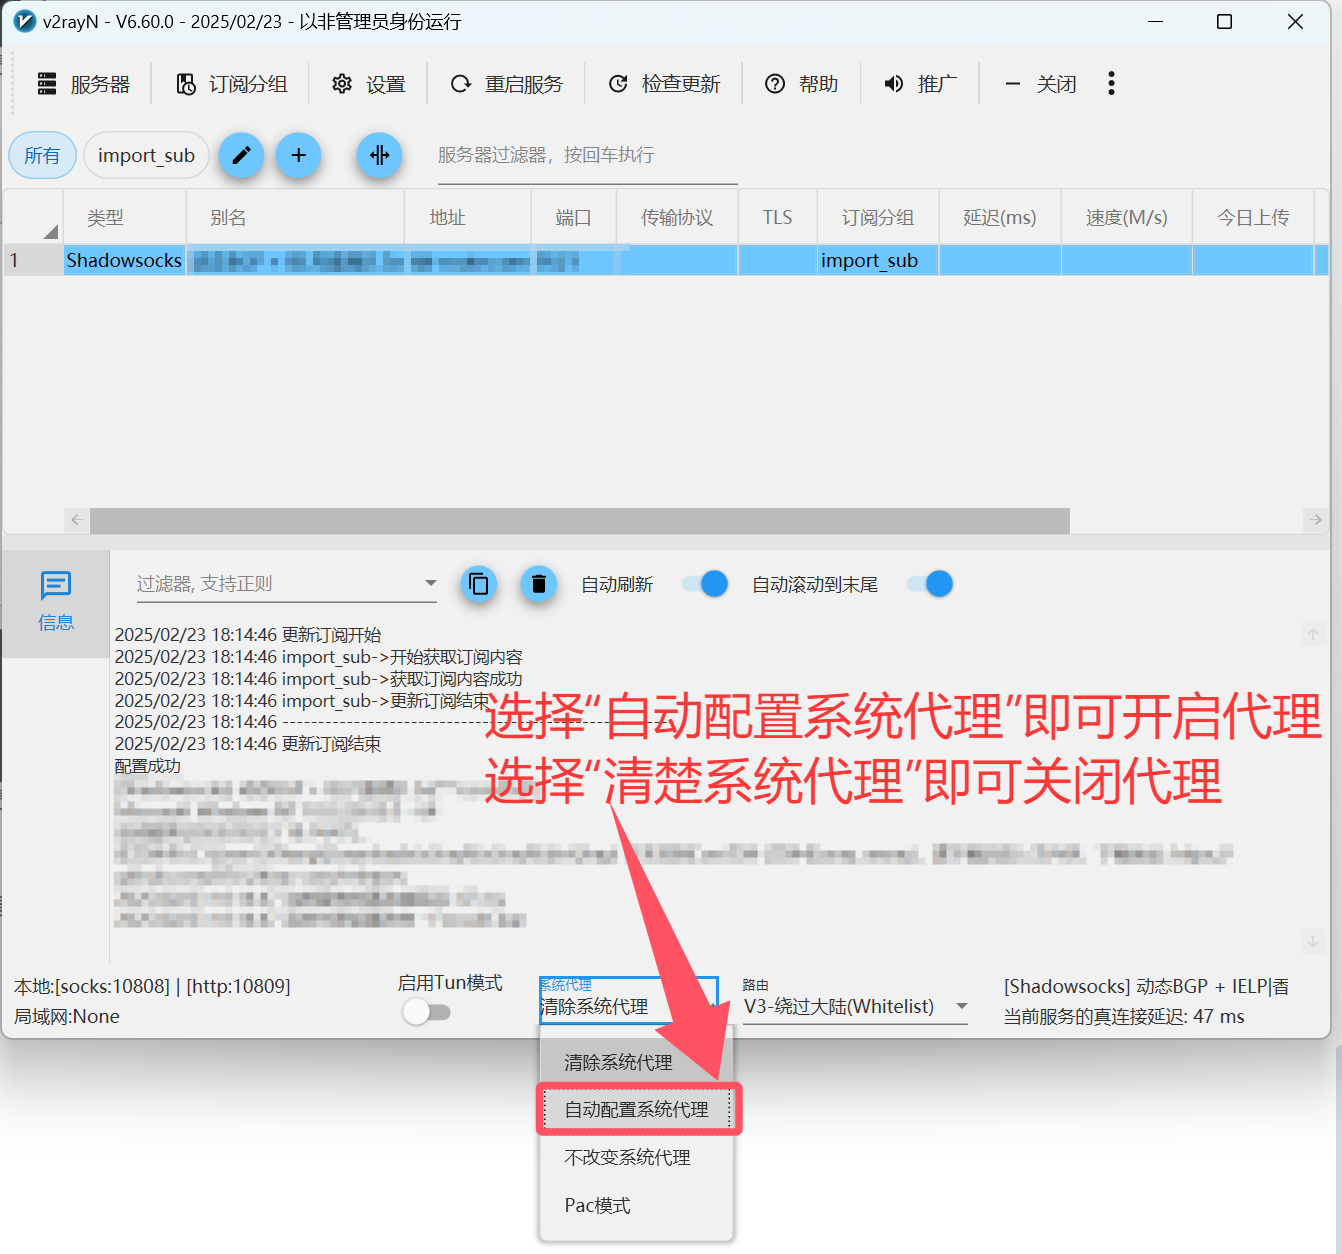 v2rayN - V6.60.0 - 2025/02/23 - 以非管理员身份运行
服务器 订阅分组 设置 重启服务 检查更新 帮助 推广 关闭
所有 import_sub 服务器过滤器，按回车执行
类型 别名 地址 端口 传输协议 TLS 订阅分组 延迟(ms) 速度(M/s) 今日上传
1 Shadowsocks import_sub
过滤器, 支持正则 自动刷新 自动滚动到末尾
信息
2025/02/23 18:14:46 更新订阅开始
2025/02/23 18:14:46 import_sub->开始获取订阅内容
2025/02/23 18:14:46 import_sub->获取订阅内容成功
2025/02/23 18:14:46 import_sub->更新订阅结束
2025/02/23 18:14:46 -------------------------------------------------------
2025/02/23 18:14:46 更新订阅结束
配置成功
选择“自动配置系统代理”即可开启代理
选择“清楚系统代理”即可关闭代理
本地:[socks:10808] | [http:10809]
局域网:None
启用Tun模式
系统代理
清除系统代理
路由
V3-绕过大陆(Whitelist)
[Shadowsocks] 动态BGP + IELP|香
当前服务的真连接延迟: 47 ms
清除系统代理
自动配置系统代理
不改变系统代理
Pac模式